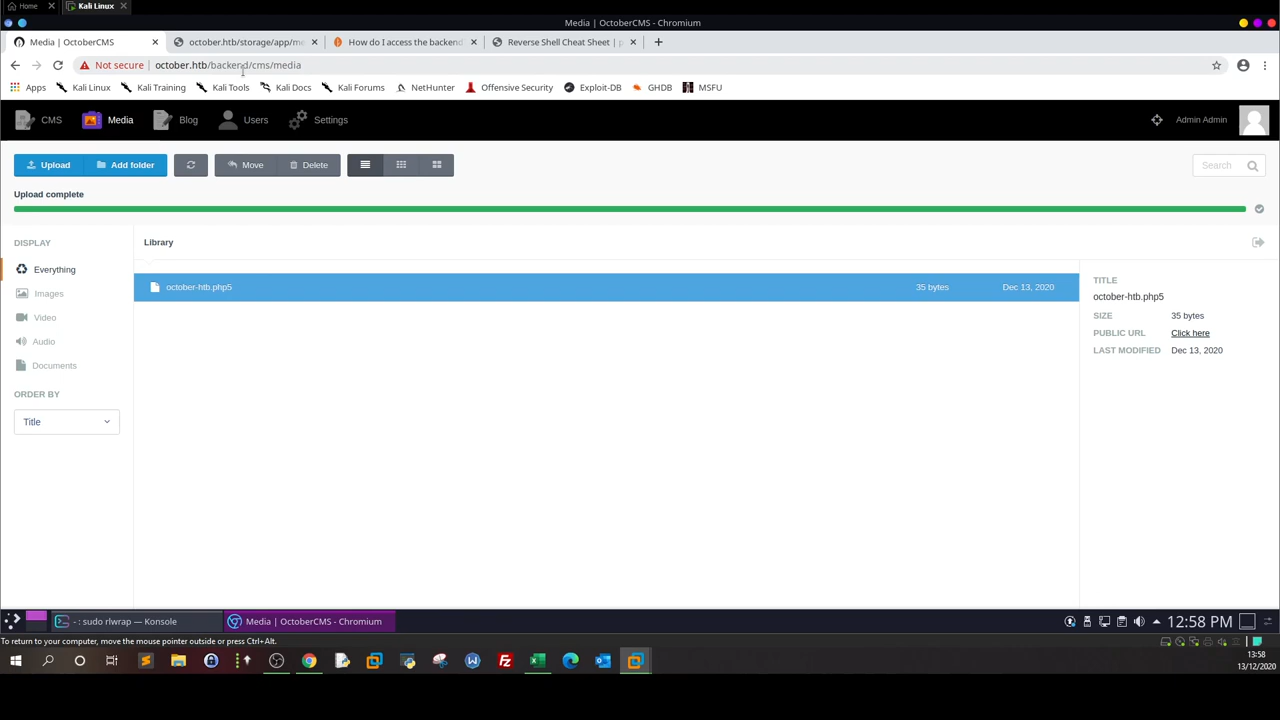 Home
Kali Linux
Media | OctoberCMS - Chromium
Media | OctoberCMS
october.htb/storage/app/me
How do I access the backend
Reverse Shell Cheat Sheet | p
Not secure | october.htb/backend/cms/media
Apps Kali Linux Kali Training Kali Tools Kali Docs Kali Forums NetHunter Offensive Security Exploit-DB GHDB MSFU
CMS Media Blog Users Settings Admin Admin
Upload Add folder Move Delete Search
Upload complete
DISPLAY
Everything
Images
Video
Audio
Documents
ORDER BY
Title
Library
october-htb.php5 35 bytes Dec 13, 2020
TITLE
october-htb.php5
SIZE 35 bytes
PUBLIC URL Click here
LAST MODIFIED Dec 13, 2020
- : sudo rlwrap — Konsole
Media | OctoberCMS - Chromium
12:58 PM
To return to your computer, move the mouse pointer outside or press Ctrl+Alt.
13:58
13/12/2020